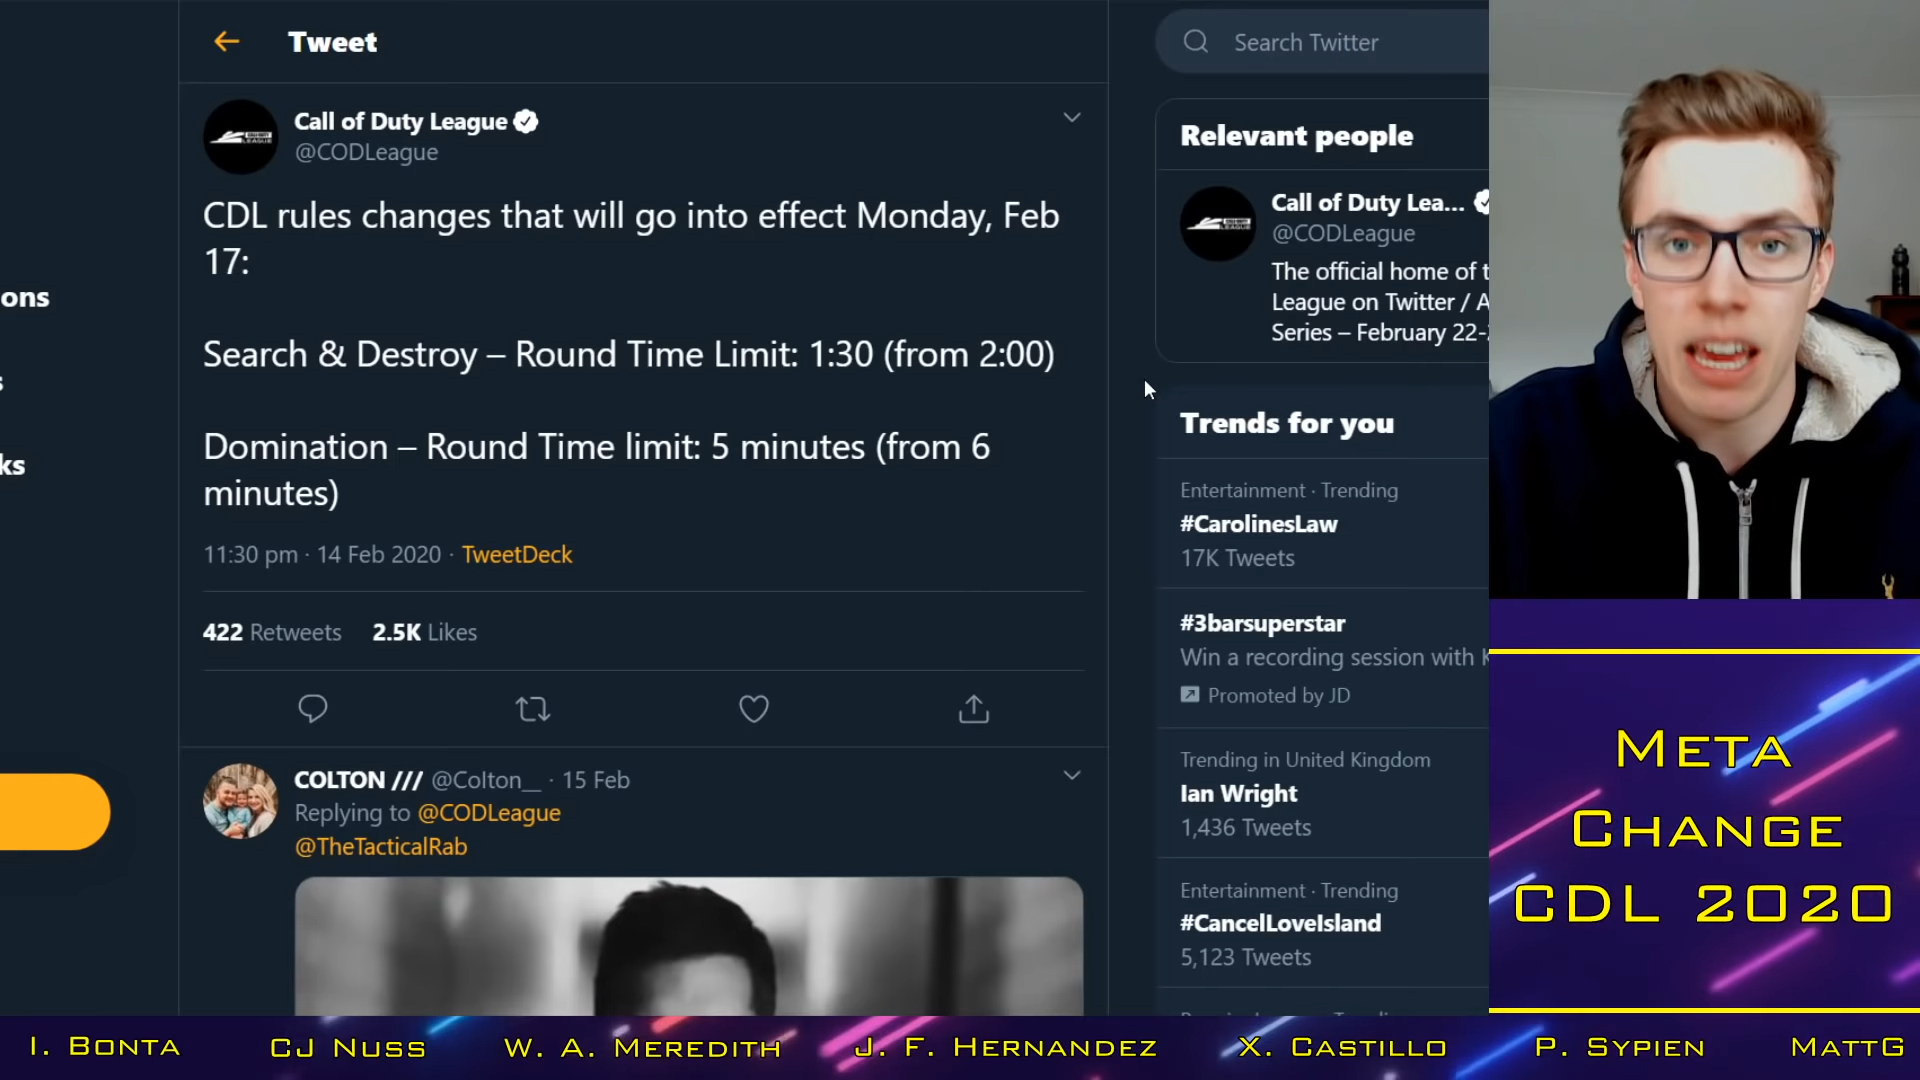 Tweet
Search Twitter
Call of Duty League
@CODLeague
CDL rules changes that will go into effect Monday, Feb
17:
Search & Destroy – Round Time Limit: 1:30 (from 2:00)
Domination – Round Time limit: 5 minutes (from 6
minutes)
11:30 pm · 14 Feb 2020 · TweetDeck
422 Retweets 2.5K Likes
COLTON /// @Colton__ · 15 Feb
Replying to @CODLeague
@TheTacticalRab
ons
s
ks
Relevant people
Call of Duty Lea...
@CODLeague
The official home of t
League on Twitter / A
Series – February 22-
Trends for you
Entertainment · Trending
#CarolinesLaw
17K Tweets
#3barsuperstar
Win a recording session with K
Promoted by JD
Trending in United Kingdom
Ian Wright
1,436 Tweets
Entertainment · Trending
#CancelLoveIsland
5,123 Tweets
META
CHANGE
CDL 2020
I. BONTA CJ NUSS W. A. MEREDITH J. F. HERNANDEZ X. CASTILLO P. SYPIEN MATTG